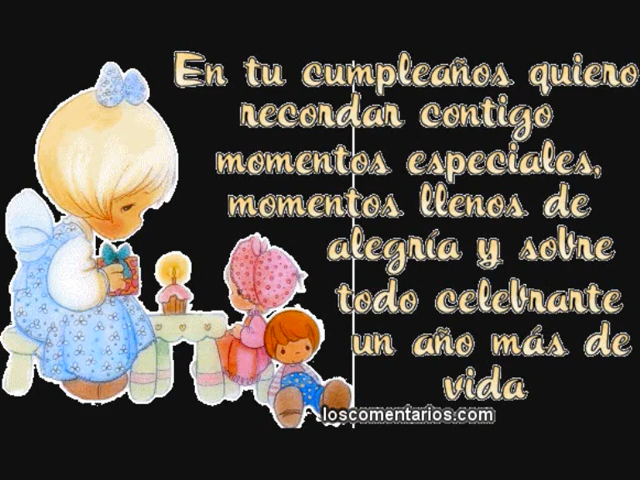 En tu cumpleaños quiero
recordar contigo
momentos especiales,
momentos llenos de
alegría y sobre
todo celebrarte
un año más de
vida
loscomentarios.com